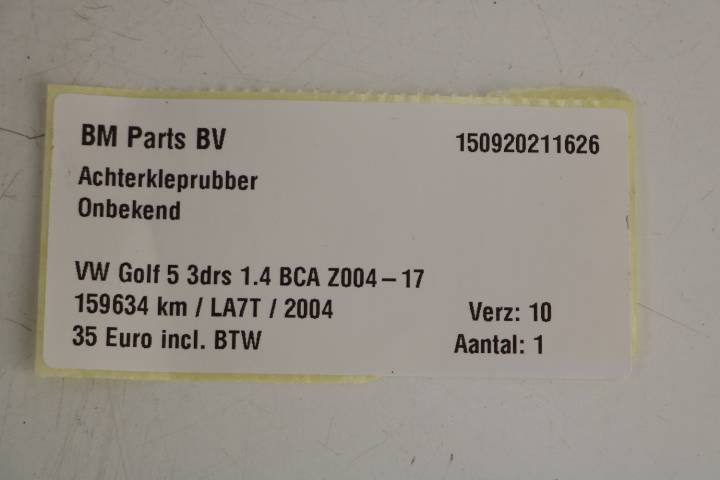 BM Parts BV 150920211626
Achterkleprubber
Onbekend
VW Golf 5 3drs 1.4 BCA Z004-17
159634 km / LA7T / 2004 Verz: 10
35 Euro incl. BTW Aantal: 1